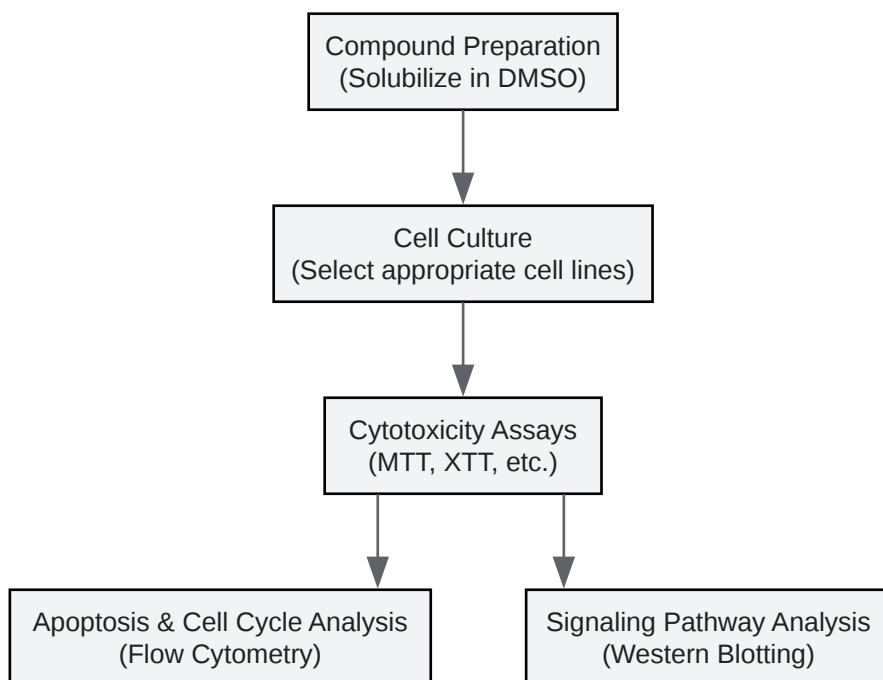 Compound Preparation
(Solubilize in DMSO)
Cell Culture
(Select appropriate cell lines)
Cytotoxicity Assays
(MTT, XTT, etc.)
Apoptosis & Cell Cycle Analysis
(Flow Cytometry)
Signaling Pathway Analysis
(Western Blotting)